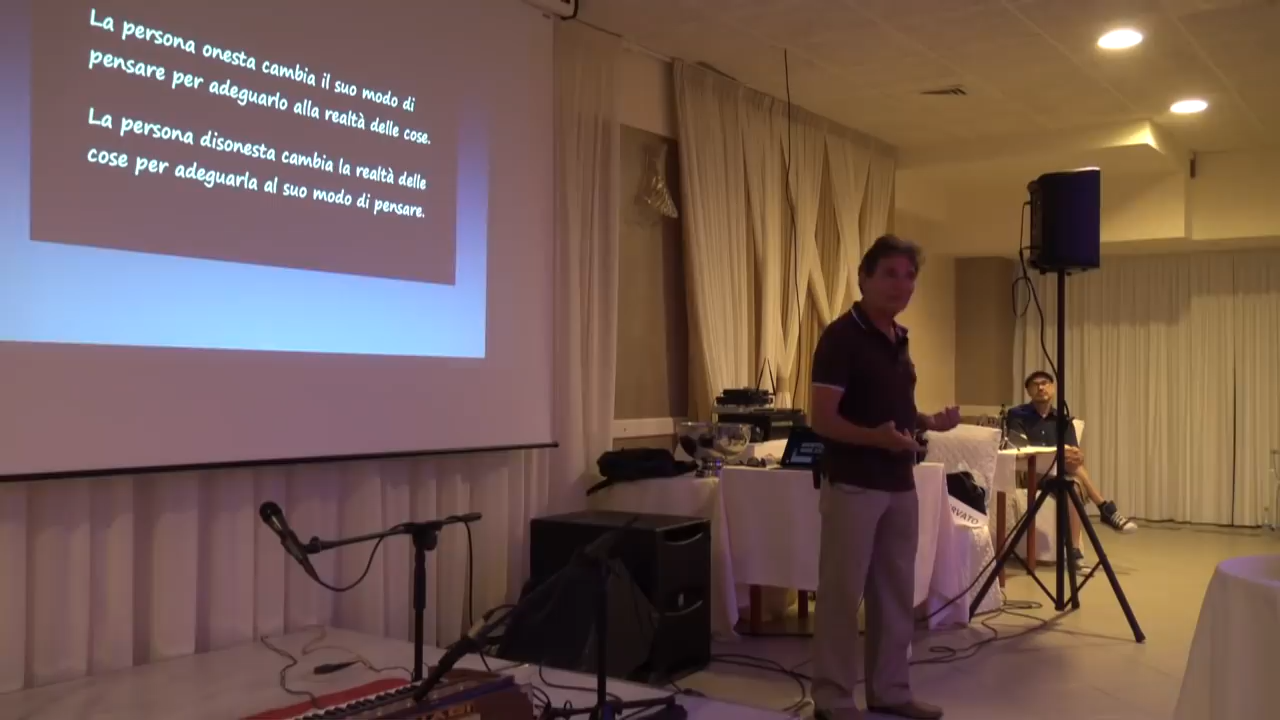 La persona onesta cambia il suo modo di
pensare per adeguarlo alla realtà delle cose.
La persona disonesta cambia la realtà delle
cose per adeguarla al suo modo di pensare.
RVATO